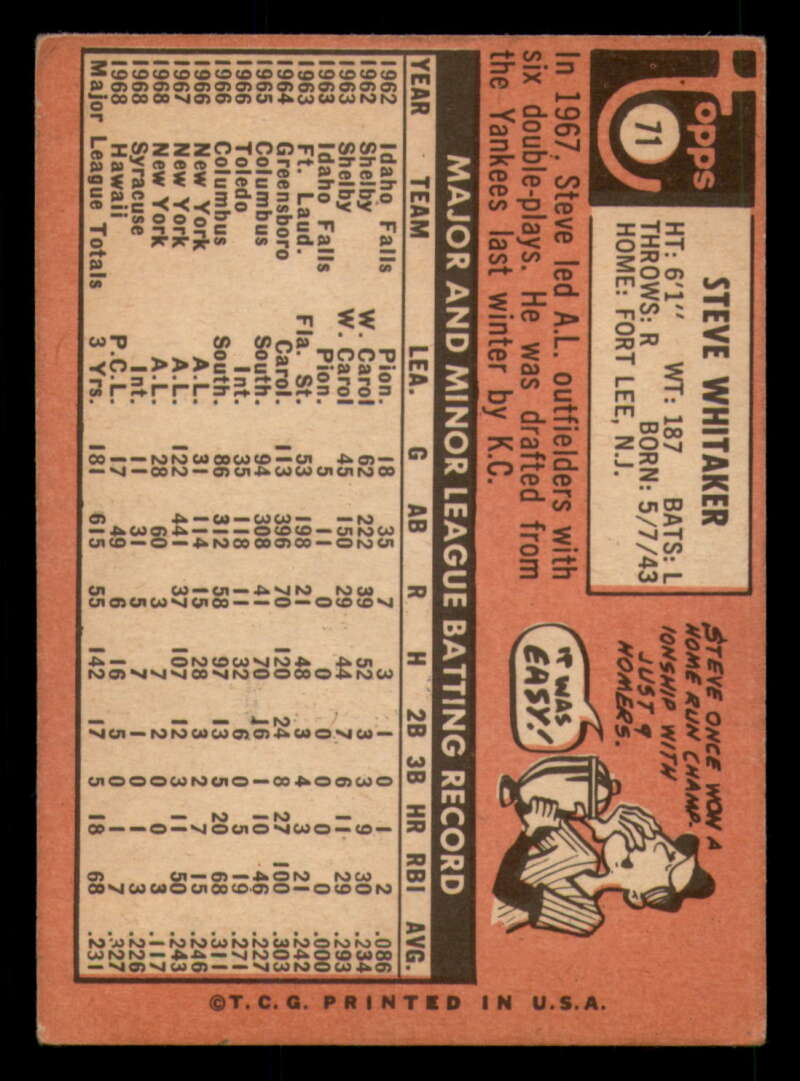 Topps
71
STEVE WHITAKER
HT: 6'1" WT: 187 BATS: L
THROWS: R BORN: 5/7/43
HOME: FORT LEE, N.J.
In 1967, Steve led A.L. outfielders with
six double-plays. He was drafted from
the Yankees last winter by K.C.
STEVE ONCE WON A
HOME RUN CHAMP-
IONSHIP WITH
JUST 9
HOMERS.
IT WAS
EASY!
MAJOR AND MINOR LEAGUE BATTING RECORD
YEAR TEAM LEA. G AB R H 2B 3B HR RBI AVG.
1962 Idaho Falls Pion. 18 35 7 3 1 0 1 2 .086
1962 Shelby W. Carol 62 222 39 52 3 3 9 30 .234
1963 Shelby W. Carol 45 150 29 44 7 6 11 29 .293
1963 Idaho Falls Pion. 5 11 0 0 0 0 0 0 .000
1963 Ft. Laud. Fla. St. 53 198 21 48 3 4 3 21 .242
1964 Greensboro Carol. 113 396 70 120 24 8 27 100 .303
1965 Columbus South. 94 308 41 70 16 1 10 46 .227
1966 Toledo Int. 35 118 11 32 6 0 5 19 .271
1966 Columbus South. 86 312 58 97 13 5 20 68 .311
1966 New York A.L. 31 114 15 28 3 2 7 15 .246
1967 New York A.L. 122 441 37 107 12 3 11 50 .243
1968 New York A.L. 28 60 3 7 2 0 0 3 .117
1968 Syracuse Int. 11 31 5 7 1 0 1 3 .226
1968 Hawaii P.C.L. 17 49 6 16 5 0 1 7 .327
Major League Totals 3 Yrs. 181 615 55 142 17 5 18 68 .231
©T.C.G. PRINTED IN U.S.A.